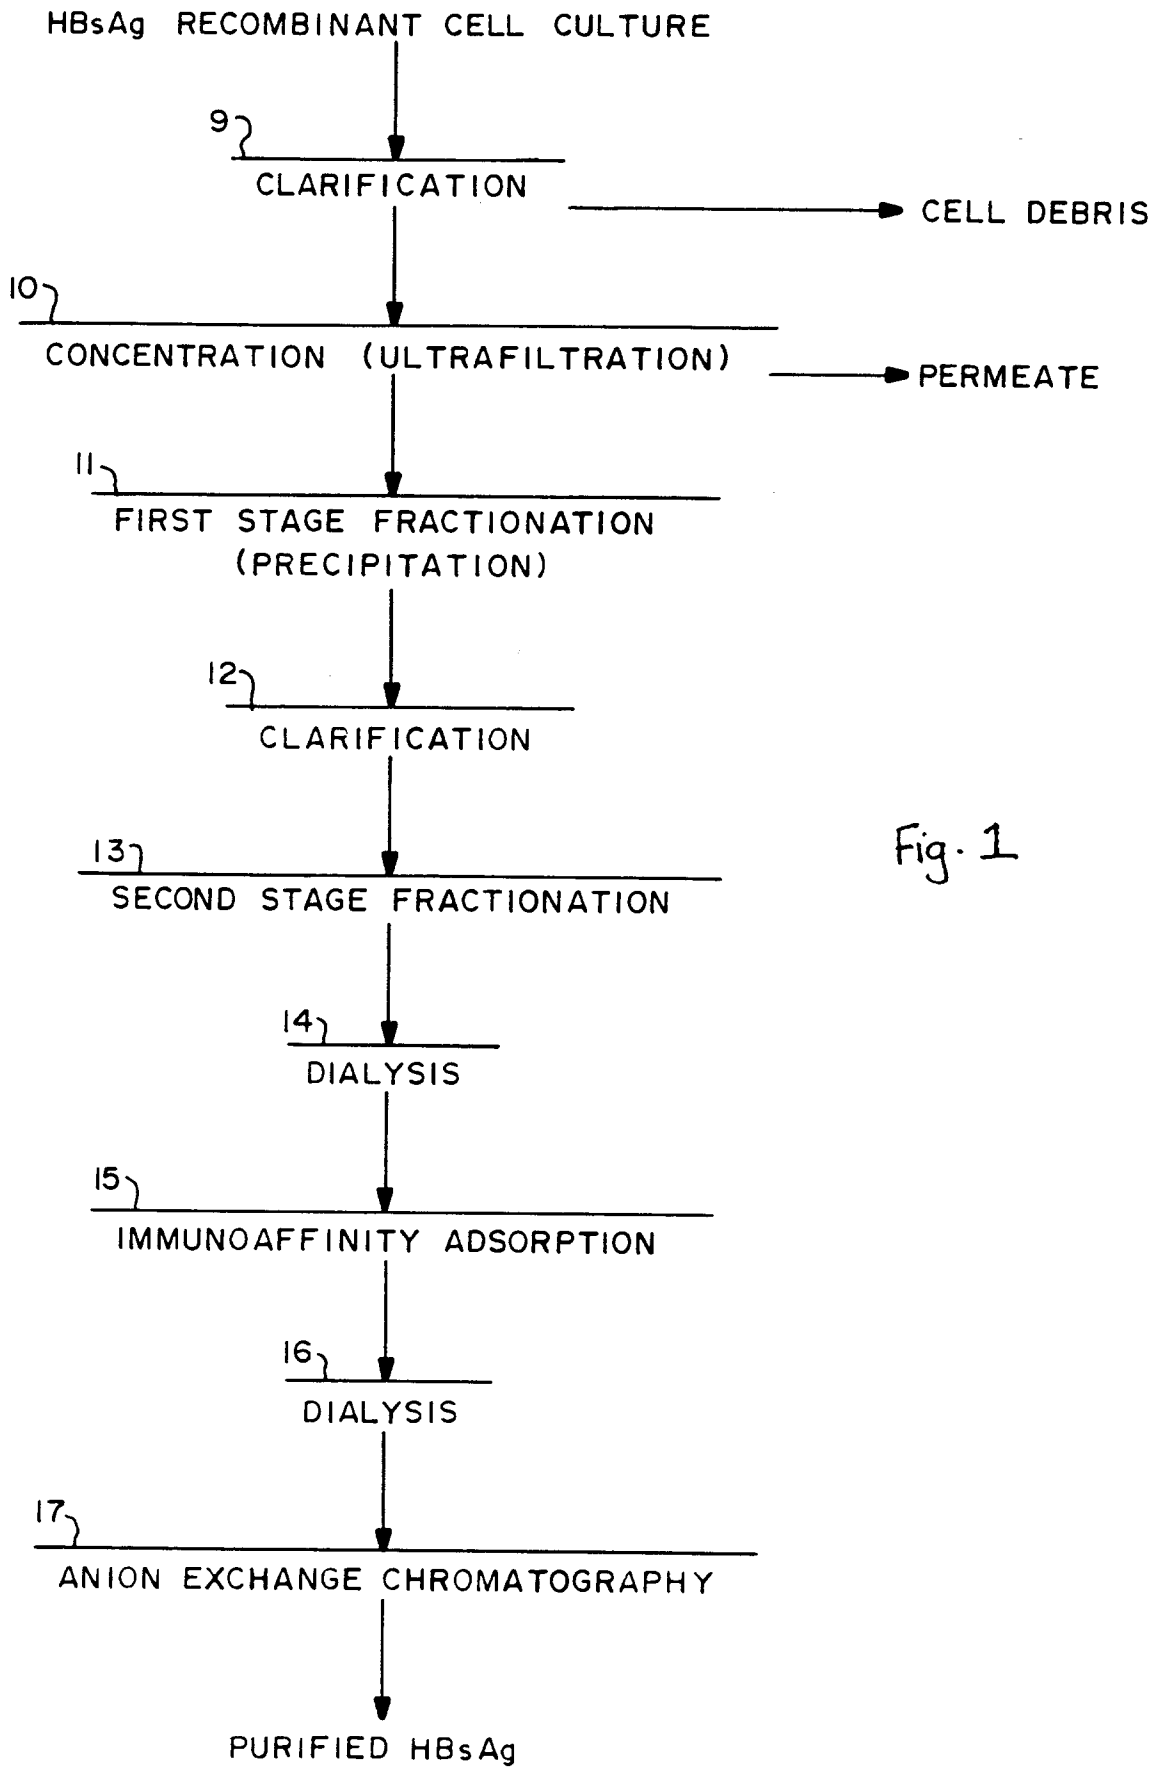 HBsAg RECOMBINANT CELL CULTURE
9
CLARIFICATION
CELL DEBRIS
10
CONCENTRATION (ULTRAFILTRATION)
PERMEATE
11
FIRST STAGE FRACTIONATION
(PRECIPITATION)
12
CLARIFICATION
13
Fig. 1
SECOND STAGE FRACTIONATION
14
DIALYSIS
15
IMMUNOAFFINITY ADSORPTION
16
DIALYSIS
17
ANION EXCHANGE CHROMATOGRAPHY
PURIFIED HBsAg